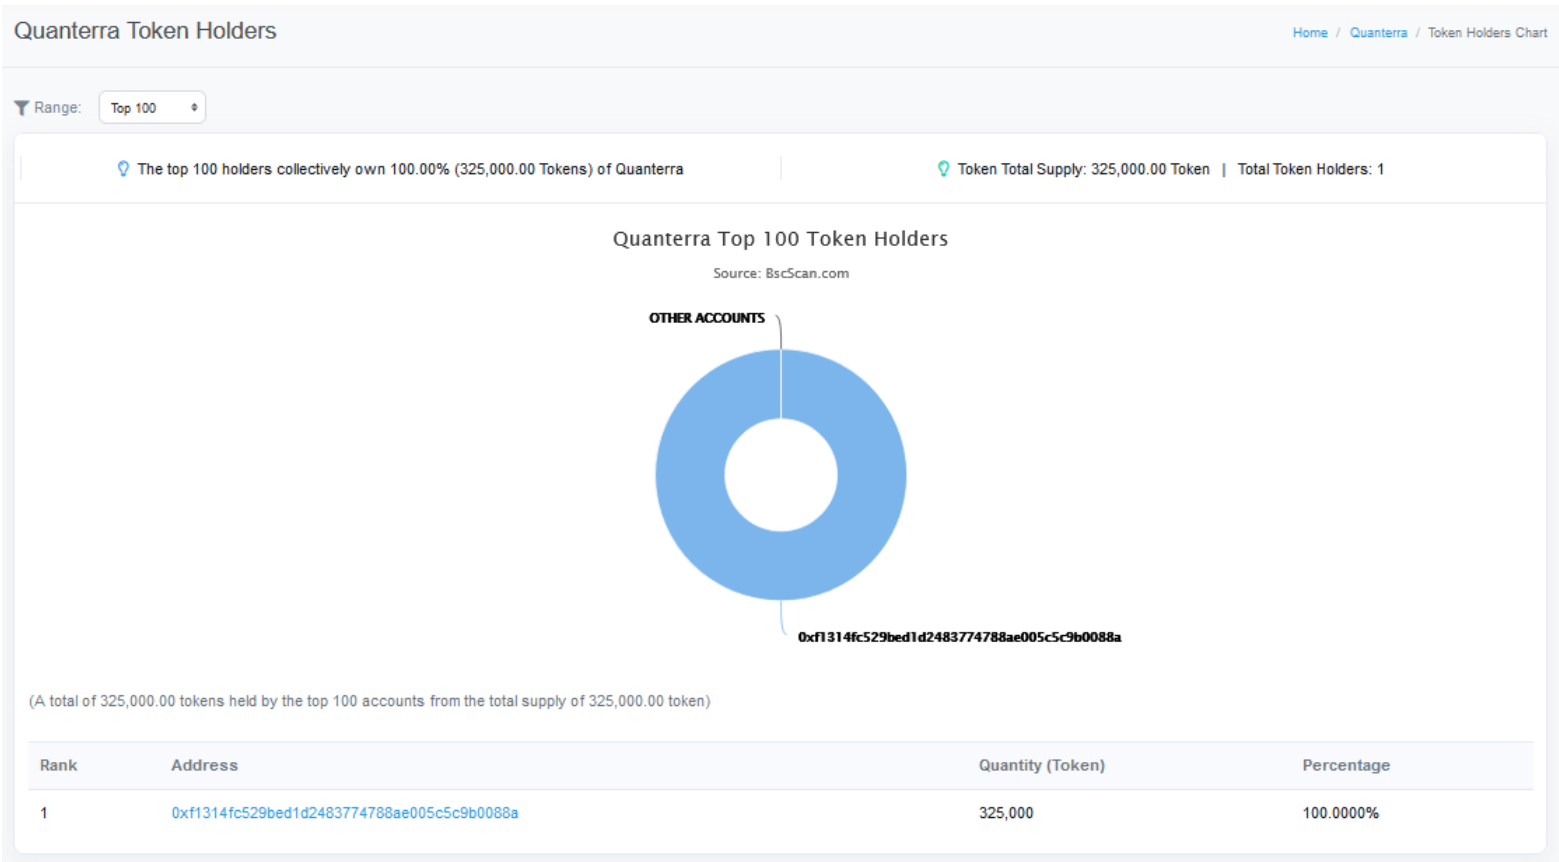 Quanterra Token Holders
Home / Quanterra / Token Holders Chart
Range: Top 100
The top 100 holders collectively own 100.00% (325,000.00 Tokens) of Quanterra
Token Total Supply: 325,000.00 Token | Total Token Holders: 1
Quanterra Top 100 Token Holders
Source: BscScan.com
OTHER ACCOUNTS
0xf1314fc529bed1d2483774788ae005c5c9b0088a
(A total of 325,000.00 tokens held by the top 100 accounts from the total supply of 325,000.00 token)
Rank Address Quantity (Token) Percentage
1 0xf1314fc529bed1d2483774788ae005c5c9b0088a 325,000 100.0000%